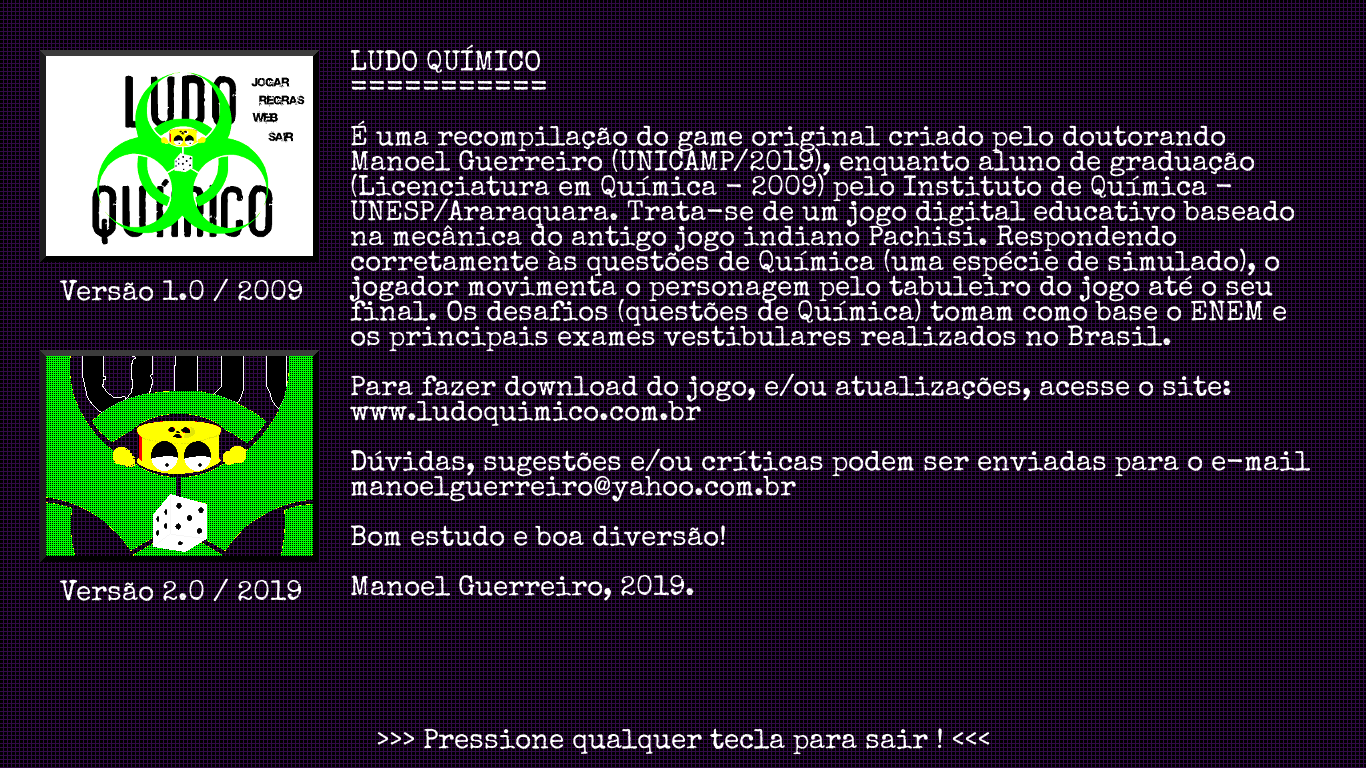 LUDO
QUÍMICO
JOGAR
REGRAS
WEB
SAIR
Versão 1.0 / 2009
Versão 2.0 / 2019
LUDO QUÍMICO
===========
É uma recompilação do game original criado pelo doutorando
Manoel Guerreiro (UNICAMP/2019), enquanto aluno de graduação
(Licenciatura em Química - 2009) pelo Instituto de Química -
UNESP/Araraquara. Trata-se de um jogo digital educativo baseado
na mecânica do antigo jogo indiano Pachisi. Respondendo
corretamente às questões de Química (uma espécie de simulado), o
jogador movimenta o personagem pelo tabuleiro do jogo até o seu
final. Os desafios (questões de Química) tomam como base o ENEM e
os principais exames vestibulares realizados no Brasil.
Para fazer download do jogo, e/ou atualizações, acesse o site:
www.ludoquimico.com.br
Dúvidas, sugestões e/ou críticas podem ser enviadas para o e-mail
manoelguerreiro@yahoo.com.br
Bom estudo e boa diversão!
Manoel Guerreiro, 2019.
>>> Pressione qualquer tecla para sair ! <<<